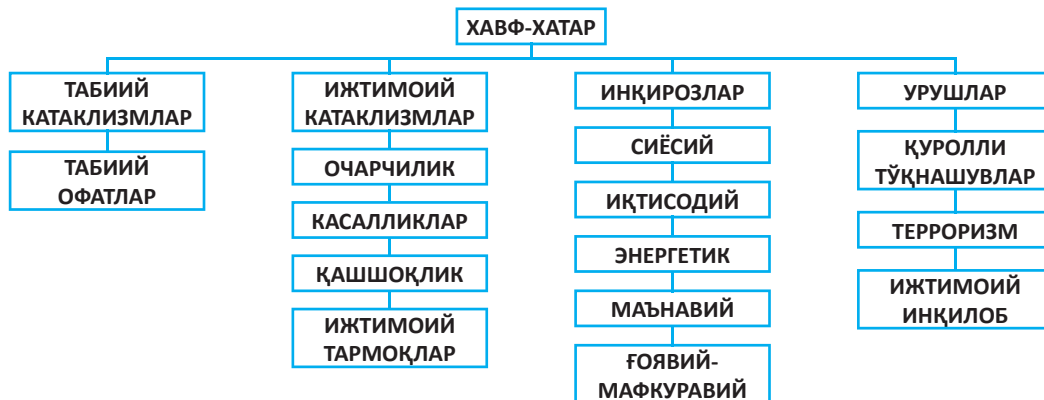 ХАВФ-ХАТАР
ТАБИИЙ
КАТАКЛИЗМЛАР
ТАБИИЙ
ОФАТЛАР
ИЖТИМОИЙ
КАТАКЛИЗМЛАР
ОЧАРЧИЛИК
КАСАЛЛИКЛАР
ҚАШШОҚЛИК
ИЖТИМОИЙ
ТАРМОҚЛАР
ИНҚИРОЗЛАР
СИЁСИЙ
ИҚТИСОДИЙ
ЭНЕРГЕТИК
МАЪНАВИЙ
ҒОЯВИЙ-
МАФКУРАВИЙ
УРУШЛАР
ҚУРОЛЛИ
ТЎҚНАШУВЛАР
ТЕРРОРИЗМ
ИЖТИМОИЙ
ИНҚИЛОБ